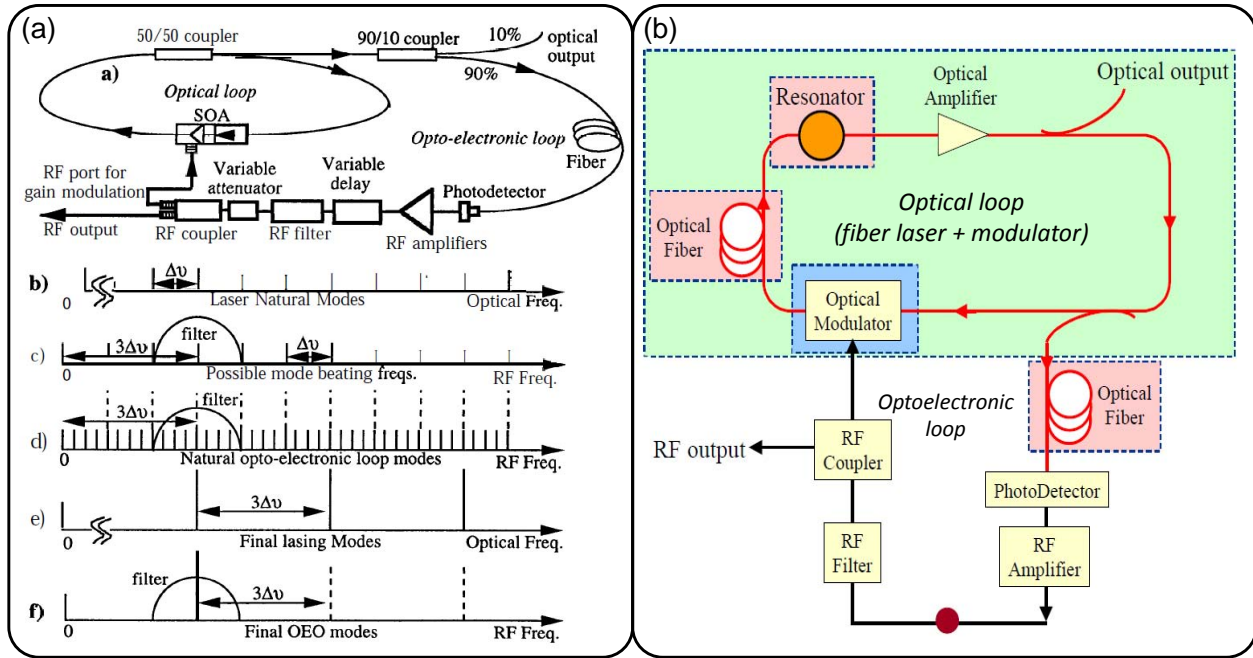 (a)
50/50 coupler
90/10 coupler
10%
optical
output
a)
90%
Optical loop
SOA
Opto-electronic loop
Fiber
RF port for
gain modulation
Variable
attenuator
Variable
delay
Photodetector
RF output
RF coupler
RF filter
RF amplifiers
b)
Δυ
0
Laser Natural Modes
Optical Freq.
c)
3Δυ
filter
Δυ
0
Possible mode beating freqs.
RF Freq.
d)
3Δυ
filter
0
Natural opto-electronic loop modes
RF Freq.
e)
3Δυ
0
Final lasing Modes
Optical Freq.
f)
filter
3Δυ
0
Final OEO modes
RF Freq.
(b)
Resonator
Optical
Amplifier
Optical output
Optical
Fiber
Optical loop
(fiber laser + modulator)
Optical
Modulator
Optoelectronic
loop
Optical
Fiber
RF output
RF
Coupler
PhotoDetector
RF
Filter
RF
Amplifier